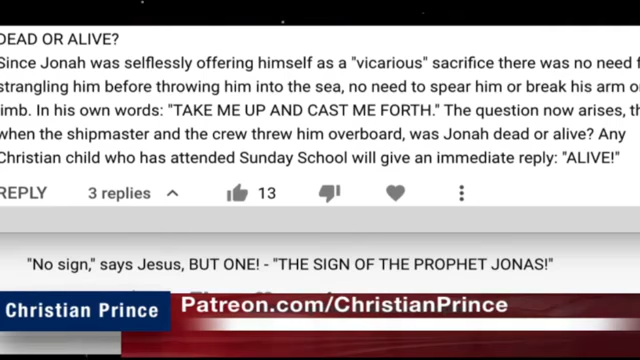 DEAD OR ALIVE?
Since Jonah was selflessly offering himself as a "vicarious" sacrifice there was no need f
strangling him before throwing him into the sea, no need to spear him or break his arm or
limb. In his own words: "TAKE ME UP AND CAST ME FORTH." The question now arises, th
when the shipmaster and the crew threw him overboard, was Jonah dead or alive? Any
Christian child who has attended Sunday School will give an immediate reply: "ALIVE!"
REPLY 3 replies 13
"No sign," says Jesus, BUT ONE! - "THE SIGN OF THE PROPHET JONAS!"
Christian Prince
Patreon.com/ChristianPrince